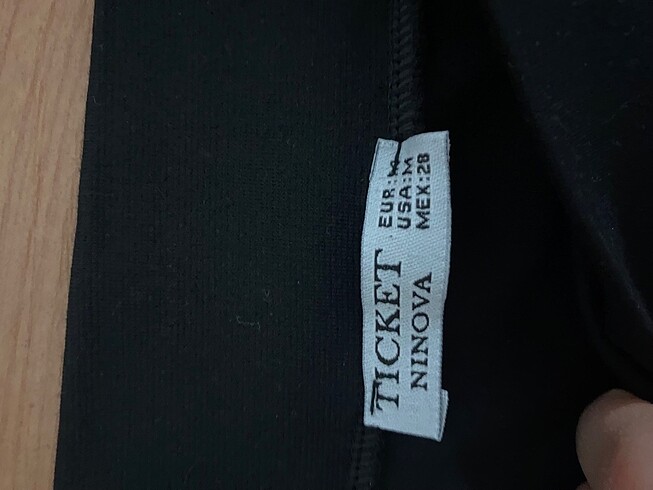 TICKET
NINOVA
EUR:M
USA:M
MEX:28